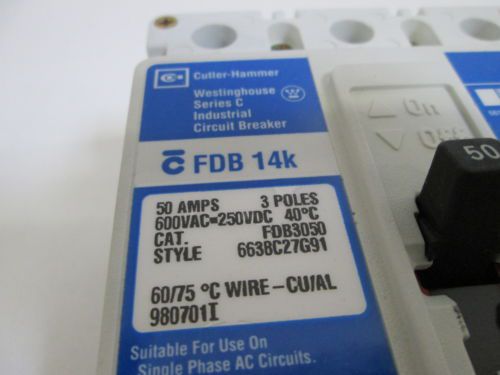 Cutler-Hammer
Westinghouse
Series C
Industrial
Circuit Breaker
C FDB 14k
50 AMPS 3 POLES
600VAC=250VDC 40°C
CAT. FDB3050
STYLE 6638C27G91
60/75 °C WIRE-CU/AL
980701I
Suitable For Use On
Single Phase AC Circuits.
On
OFF
50